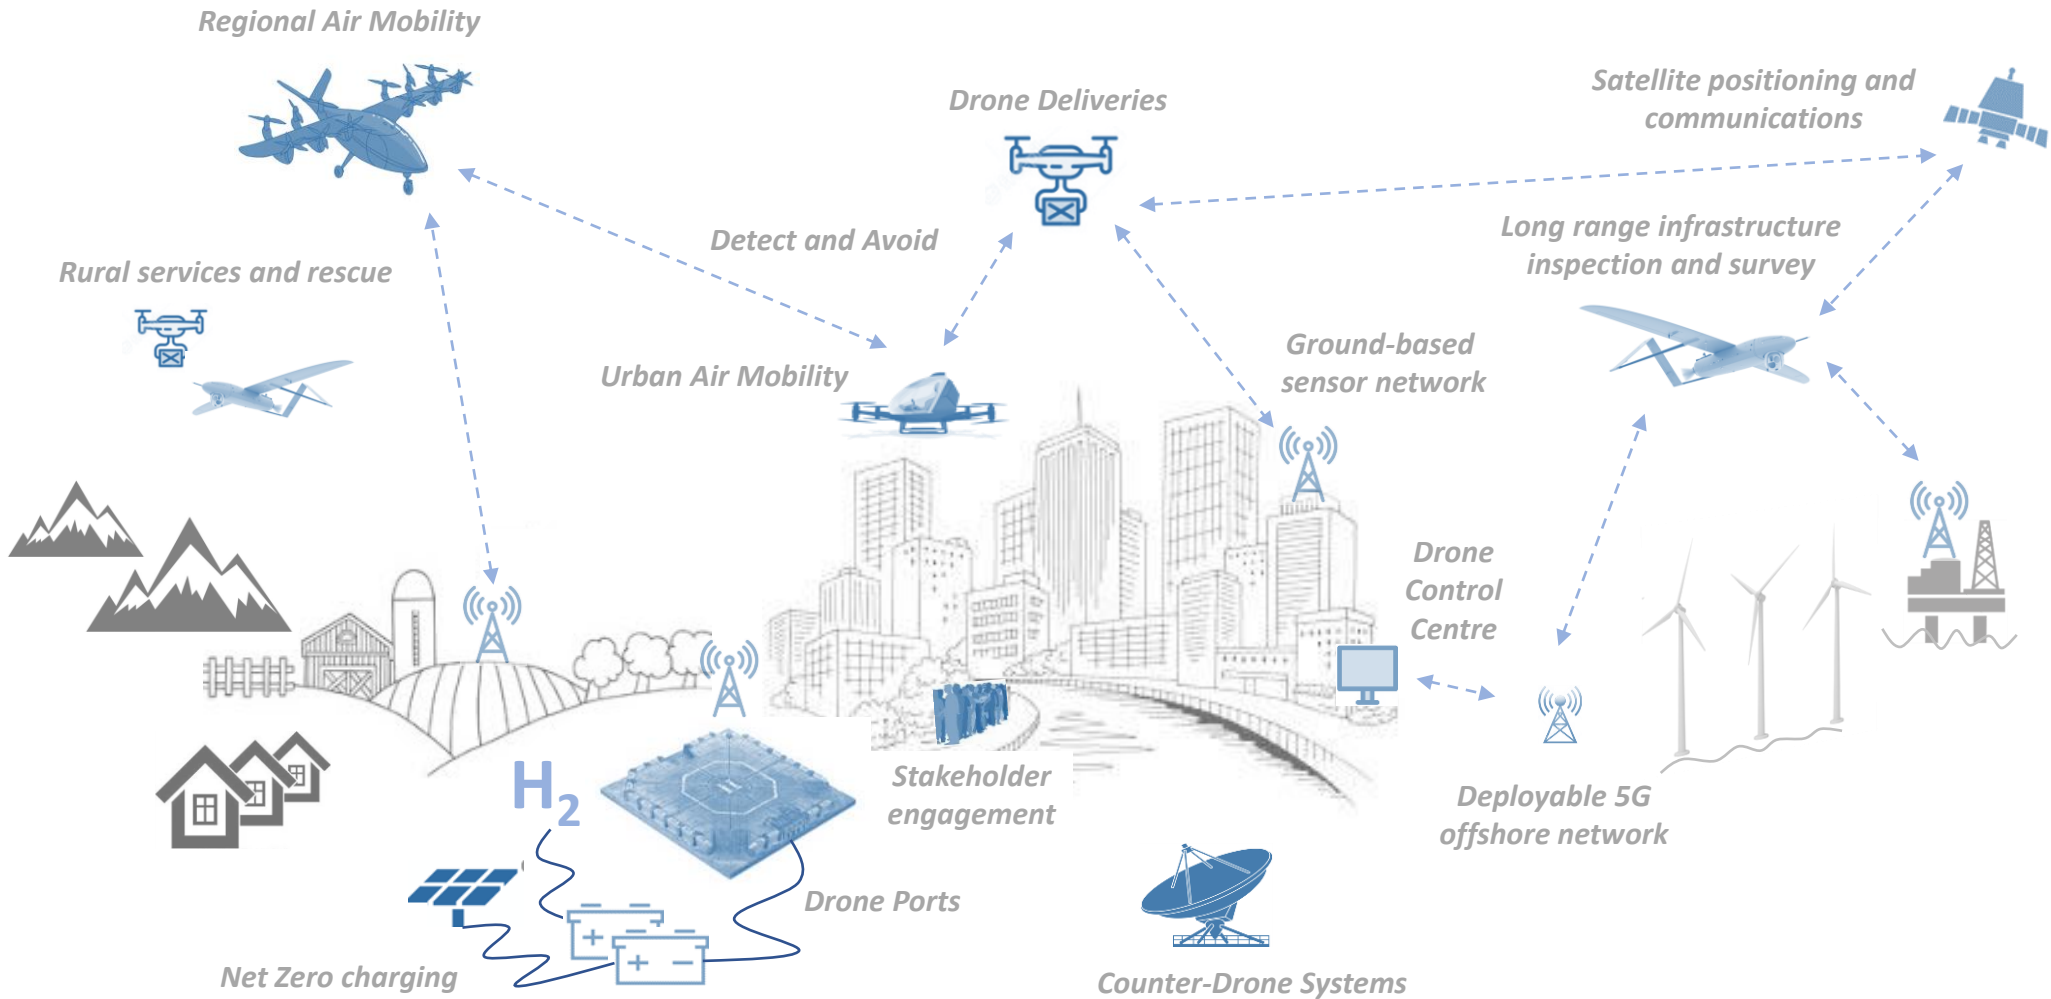 Regional Air Mobility
Drone Deliveries
Satellite positioning and
communications
Detect and Avoid
Long range infrastructure
inspection and survey
Rural services and rescue
Ground-based
sensor network
Urban Air Mobility
Drone
Control
Centre
H
H2
Stakeholder
engagement
Deployable 5G
offshore network
Drone Ports
Net Zero charging
Counter-Drone Systems